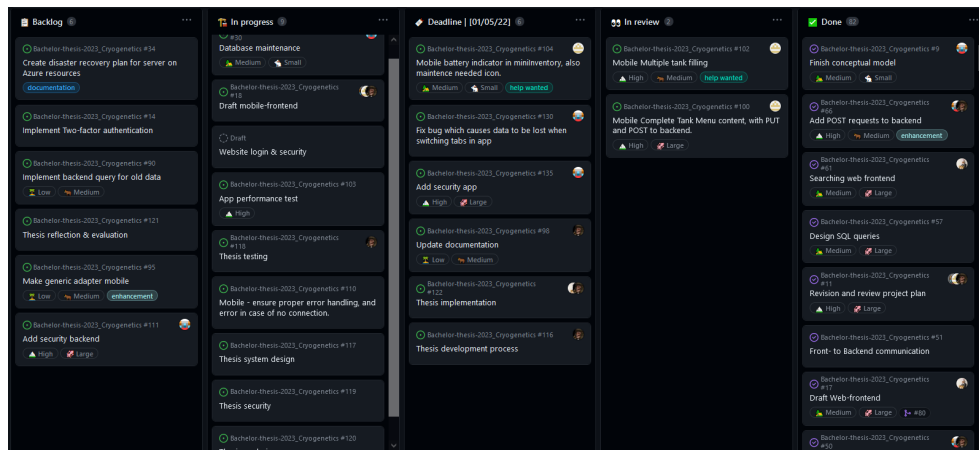 Backlog 6
Bachelor-thesis-2023_Cryogenetics #34
Create disaster recovery plan for server on
Azure resources
documentation
Bachelor-thesis-2023_Cryogenetics #14
Implement Two-factor authentication
Bachelor-thesis-2023_Cryogenetics #90
Implement backend query for old data
Low Medium
Bachelor-thesis-2023_Cryogenetics #121
Thesis reflection & evaluation
Bachelor-thesis-2023_Cryogenetics #95
Make generic adapter mobile
Low Medium enhancement
Bachelor-thesis-2023_Cryogenetics #111
Add security backend
High Large
In progress 9
#30
Database maintenance
Medium Small
Bachelor-thesis-2023_Cryogenetics
#18
Draft mobile-frontend
Draft
Website login & security
Bachelor-thesis-2023_Cryogenetics #103
App performance test
High
Bachelor-thesis-2023_Cryogenetics
#118
Thesis testing
Bachelor-thesis-2023_Cryogenetics #110
Mobile - ensure proper error handling, and
error in case of no connection.
Bachelor-thesis-2023_Cryogenetics #117
Thesis system design
Bachelor-thesis-2023_Cryogenetics #119
Thesis security
Bachelor-thesis-2023_Cryogenetics #120
Deadline | [01/05/22] 6
Bachelor-thesis-2023_Cryogenetics #104
Mobile battery indicator in miniInventory, also
maintence needed icon.
Medium Small help wanted
Bachelor-thesis-2023_Cryogenetics #130
Fix bug which causes data to be lost when
switching tabs in app
Bachelor-thesis-2023_Cryogenetics #135
Add security app
High Large
Bachelor-thesis-2023_Cryogenetics #98
Update documentation
Low Medium
Bachelor-thesis-2023_Cryogenetics
#122
Thesis implementation
Bachelor-thesis-2023_Cryogenetics #116
Thesis development process
In review 2
Bachelor-thesis-2023_Cryogenetics #102
Mobile Multiple tank filling
High Medium help wanted
Bachelor-thesis-2023_Cryogenetics #100
Mobile Complete Tank Menu content, with PUT
and POST to backend.
High Large
Done 82
Bachelor-thesis-2023_Cryogenetics #9
Finish conceptual model
Medium Small
Bachelor-thesis-2023_Cryogenetics
#66
Add POST requests to backend
High Medium enhancement
Bachelor-thesis-2023_Cryogenetics
#61
Searching web frontend
Medium Large
Bachelor-thesis-2023_Cryogenetics #57
Design SQL queries
Medium Large
Bachelor-thesis-2023_Cryogenetics
#11
Revision and review project plan
High Large
Bachelor-thesis-2023_Cryogenetics #51
Front- to Backend communication
Bachelor-thesis-2023_Cryogenetics
#17
Draft Web-frontend
Medium Large #80
Bachelor-thesis-2023_Cryogenetics
#50